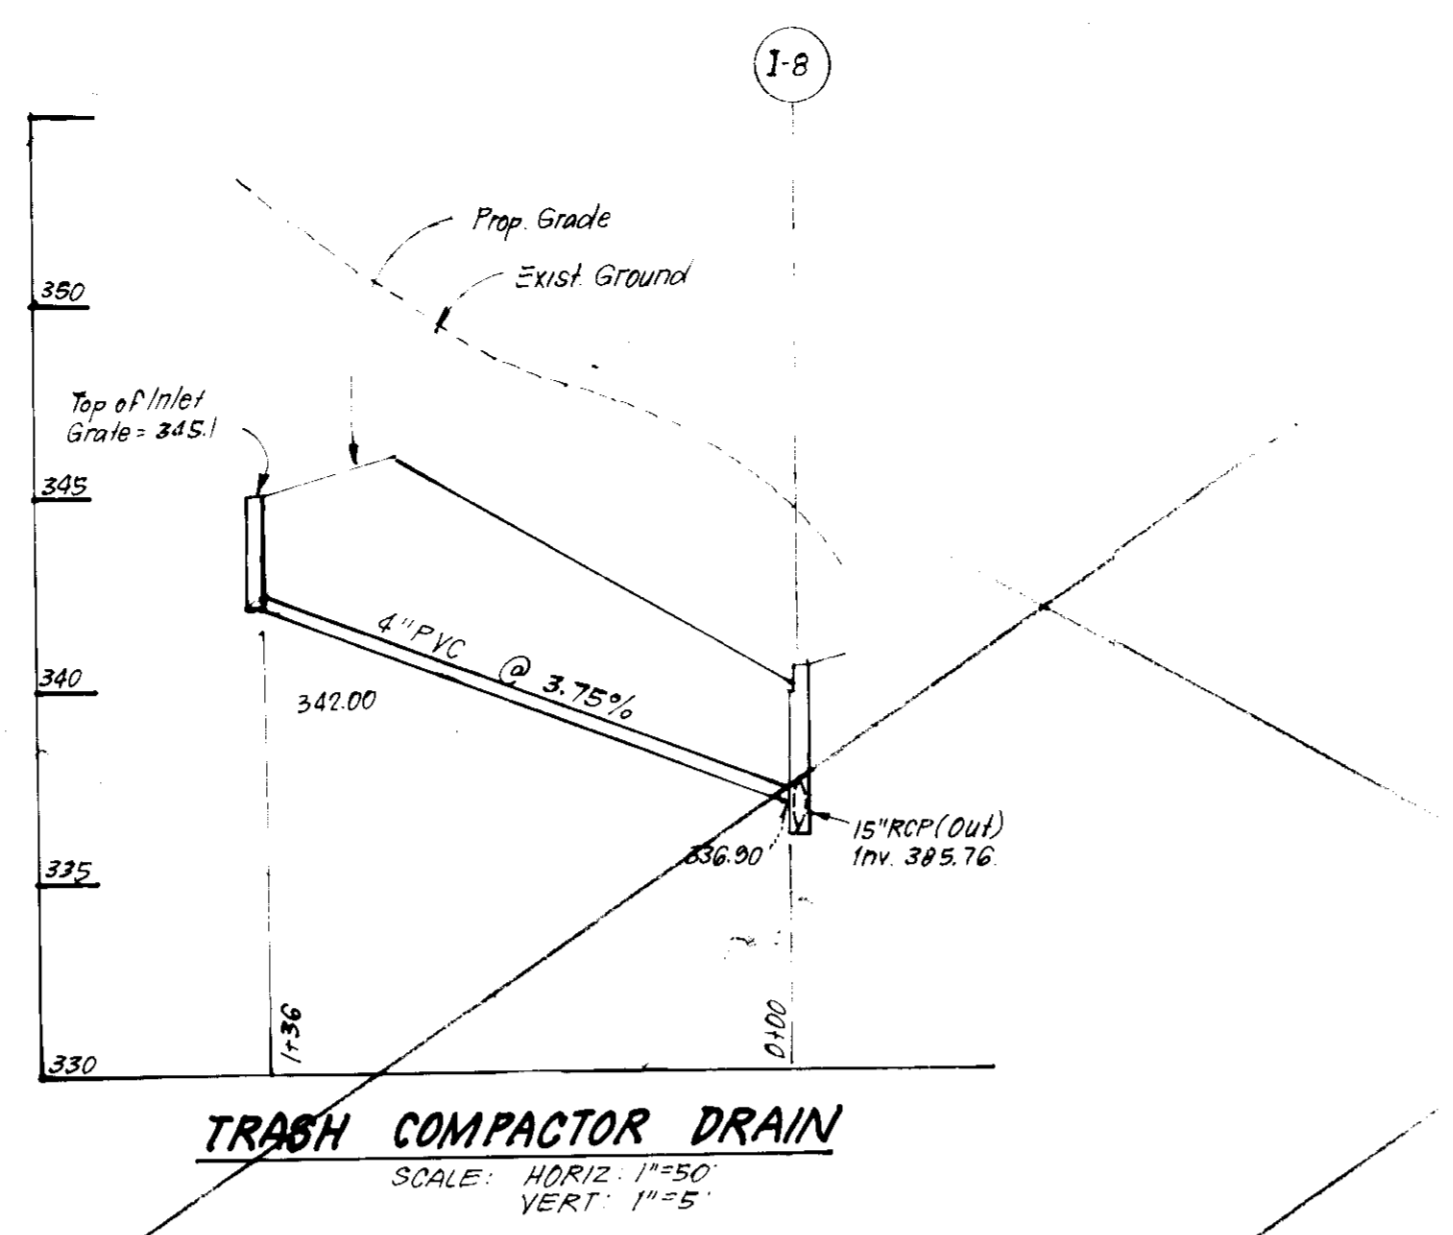 I-8
Prop. Grade
Exist. Ground
350
Top of Inlet
Grate = 345.1
345
4" PVC @ 3.75%
340
342.00
15" RCP (Out)
Inv. 385.76
336.90
335
1+36
0+00
330
TRASH COMPACTOR DRAIN
SCALE: HORIZ: 1"=50'
VERT: 1"=5'